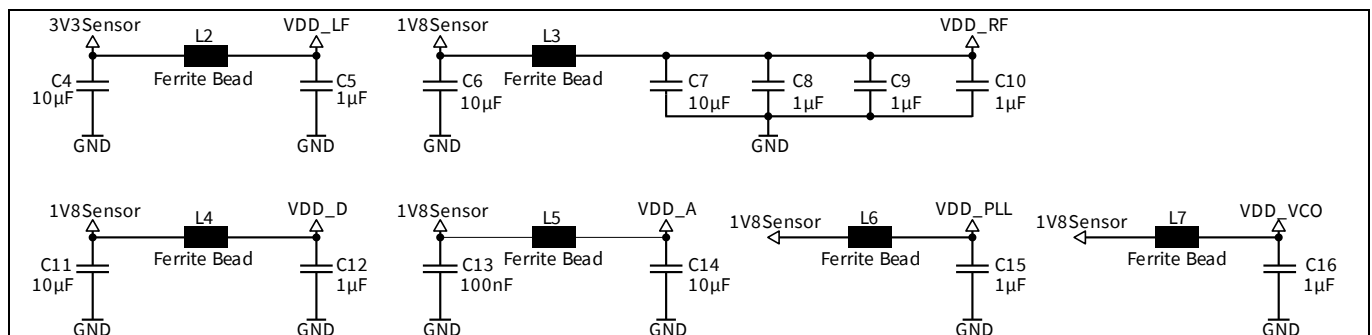 3V3Sensor L2 VDD_LF
C4
10µF
Ferrite Bead
C5
1µF
GND GND
1V8Sensor L3 VDD_RF
C6
10µF
Ferrite Bead
C7
10µF
C8
1µF
C9
1µF
C10
1µF
GND GND
1V8Sensor L4 VDD_D
C11
10µF
Ferrite Bead
C12
1µF
GND GND
1V8Sensor L5 VDD_A
C13
100nF
Ferrite Bead
C14
10µF
GND GND
1V8Sensor L6 VDD_PLL
Ferrite Bead
C15
1µF
GND
1V8Sensor L7 VDD_VCO
Ferrite Bead
C16
1µF
GND